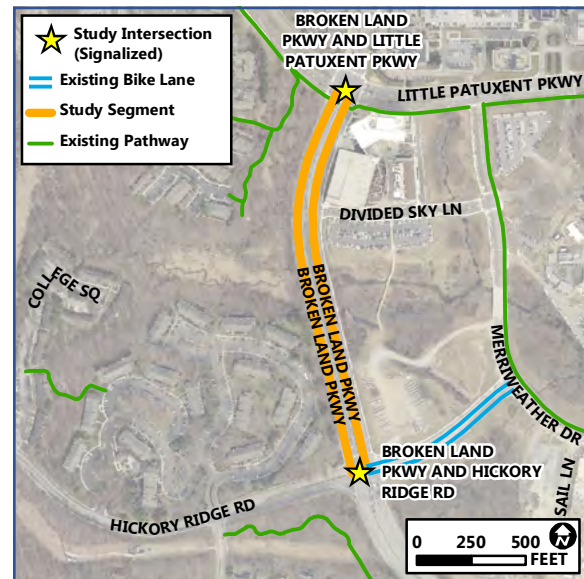 Study Intersection
(Signalized)
Existing Bike Lane
Study Segment
Existing Pathway
BROKEN LAND
PKWY AND LITTLE
PATUXENT PKWY
LITTLE PATUXENT PKWY
DIVIDED SKY LN
COLLEGE SQ
BROKEN LAND PKWY
BROKEN LAND PKWY
MERRIWEATHER DR
BROKEN LAND
PKWY AND HICKORY
RIDGE RD
SAIL LN
HICKORY RIDGE RD
N
0 250 500
FEET